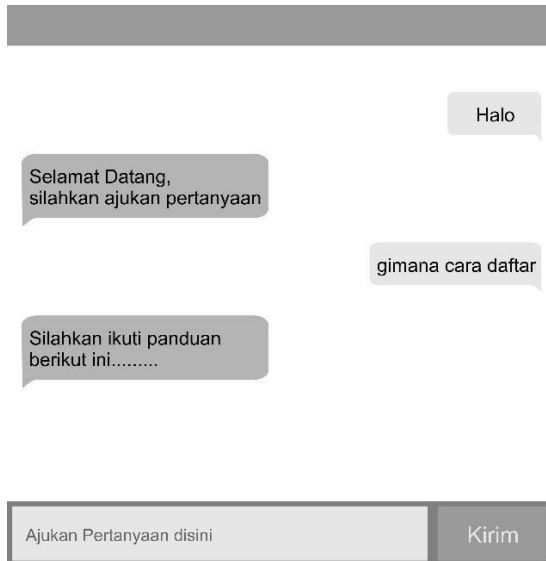 Halo
Selamat Datang,
silahkan ajukan pertanyaan
gimana cara daftar
Silahkan ikuti panduan
berikut ini.........
Ajukan Pertanyaan disini
Kirim